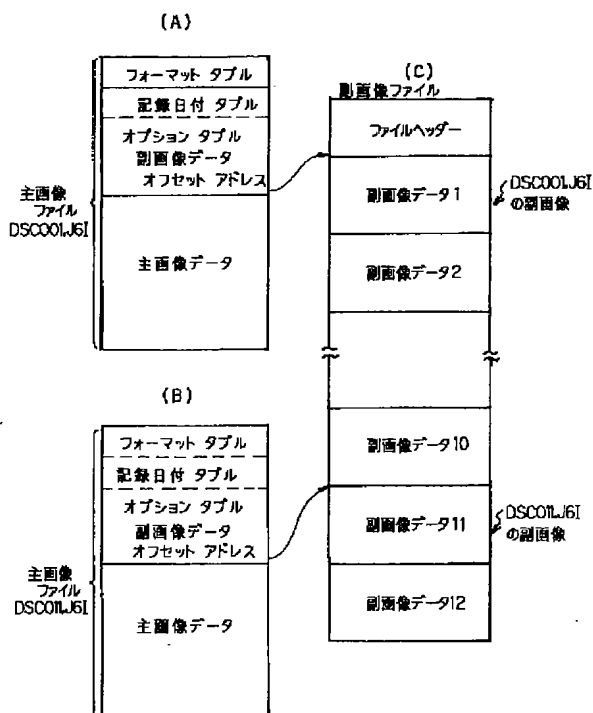 (A)
フォーマット タプル
記録日付 タプル
オプション タプル
副画像データ
オフセット アドレス
主画像
ファイル
DSC001.J6I
主画像データ
(C)
副画像ファイル
ファイルヘッダー
副画像データ1
DSC001.J6I
の副画像
副画像データ2
(B)
フォーマット タプル
記録日付 タプル
オプション タプル
副画像データ
オフセット アドレス
主画像
ファイル
DSC011.J6I
主画像データ
副画像データ10
副画像データ11
DSC011.J6I
の副画像
副画像データ12